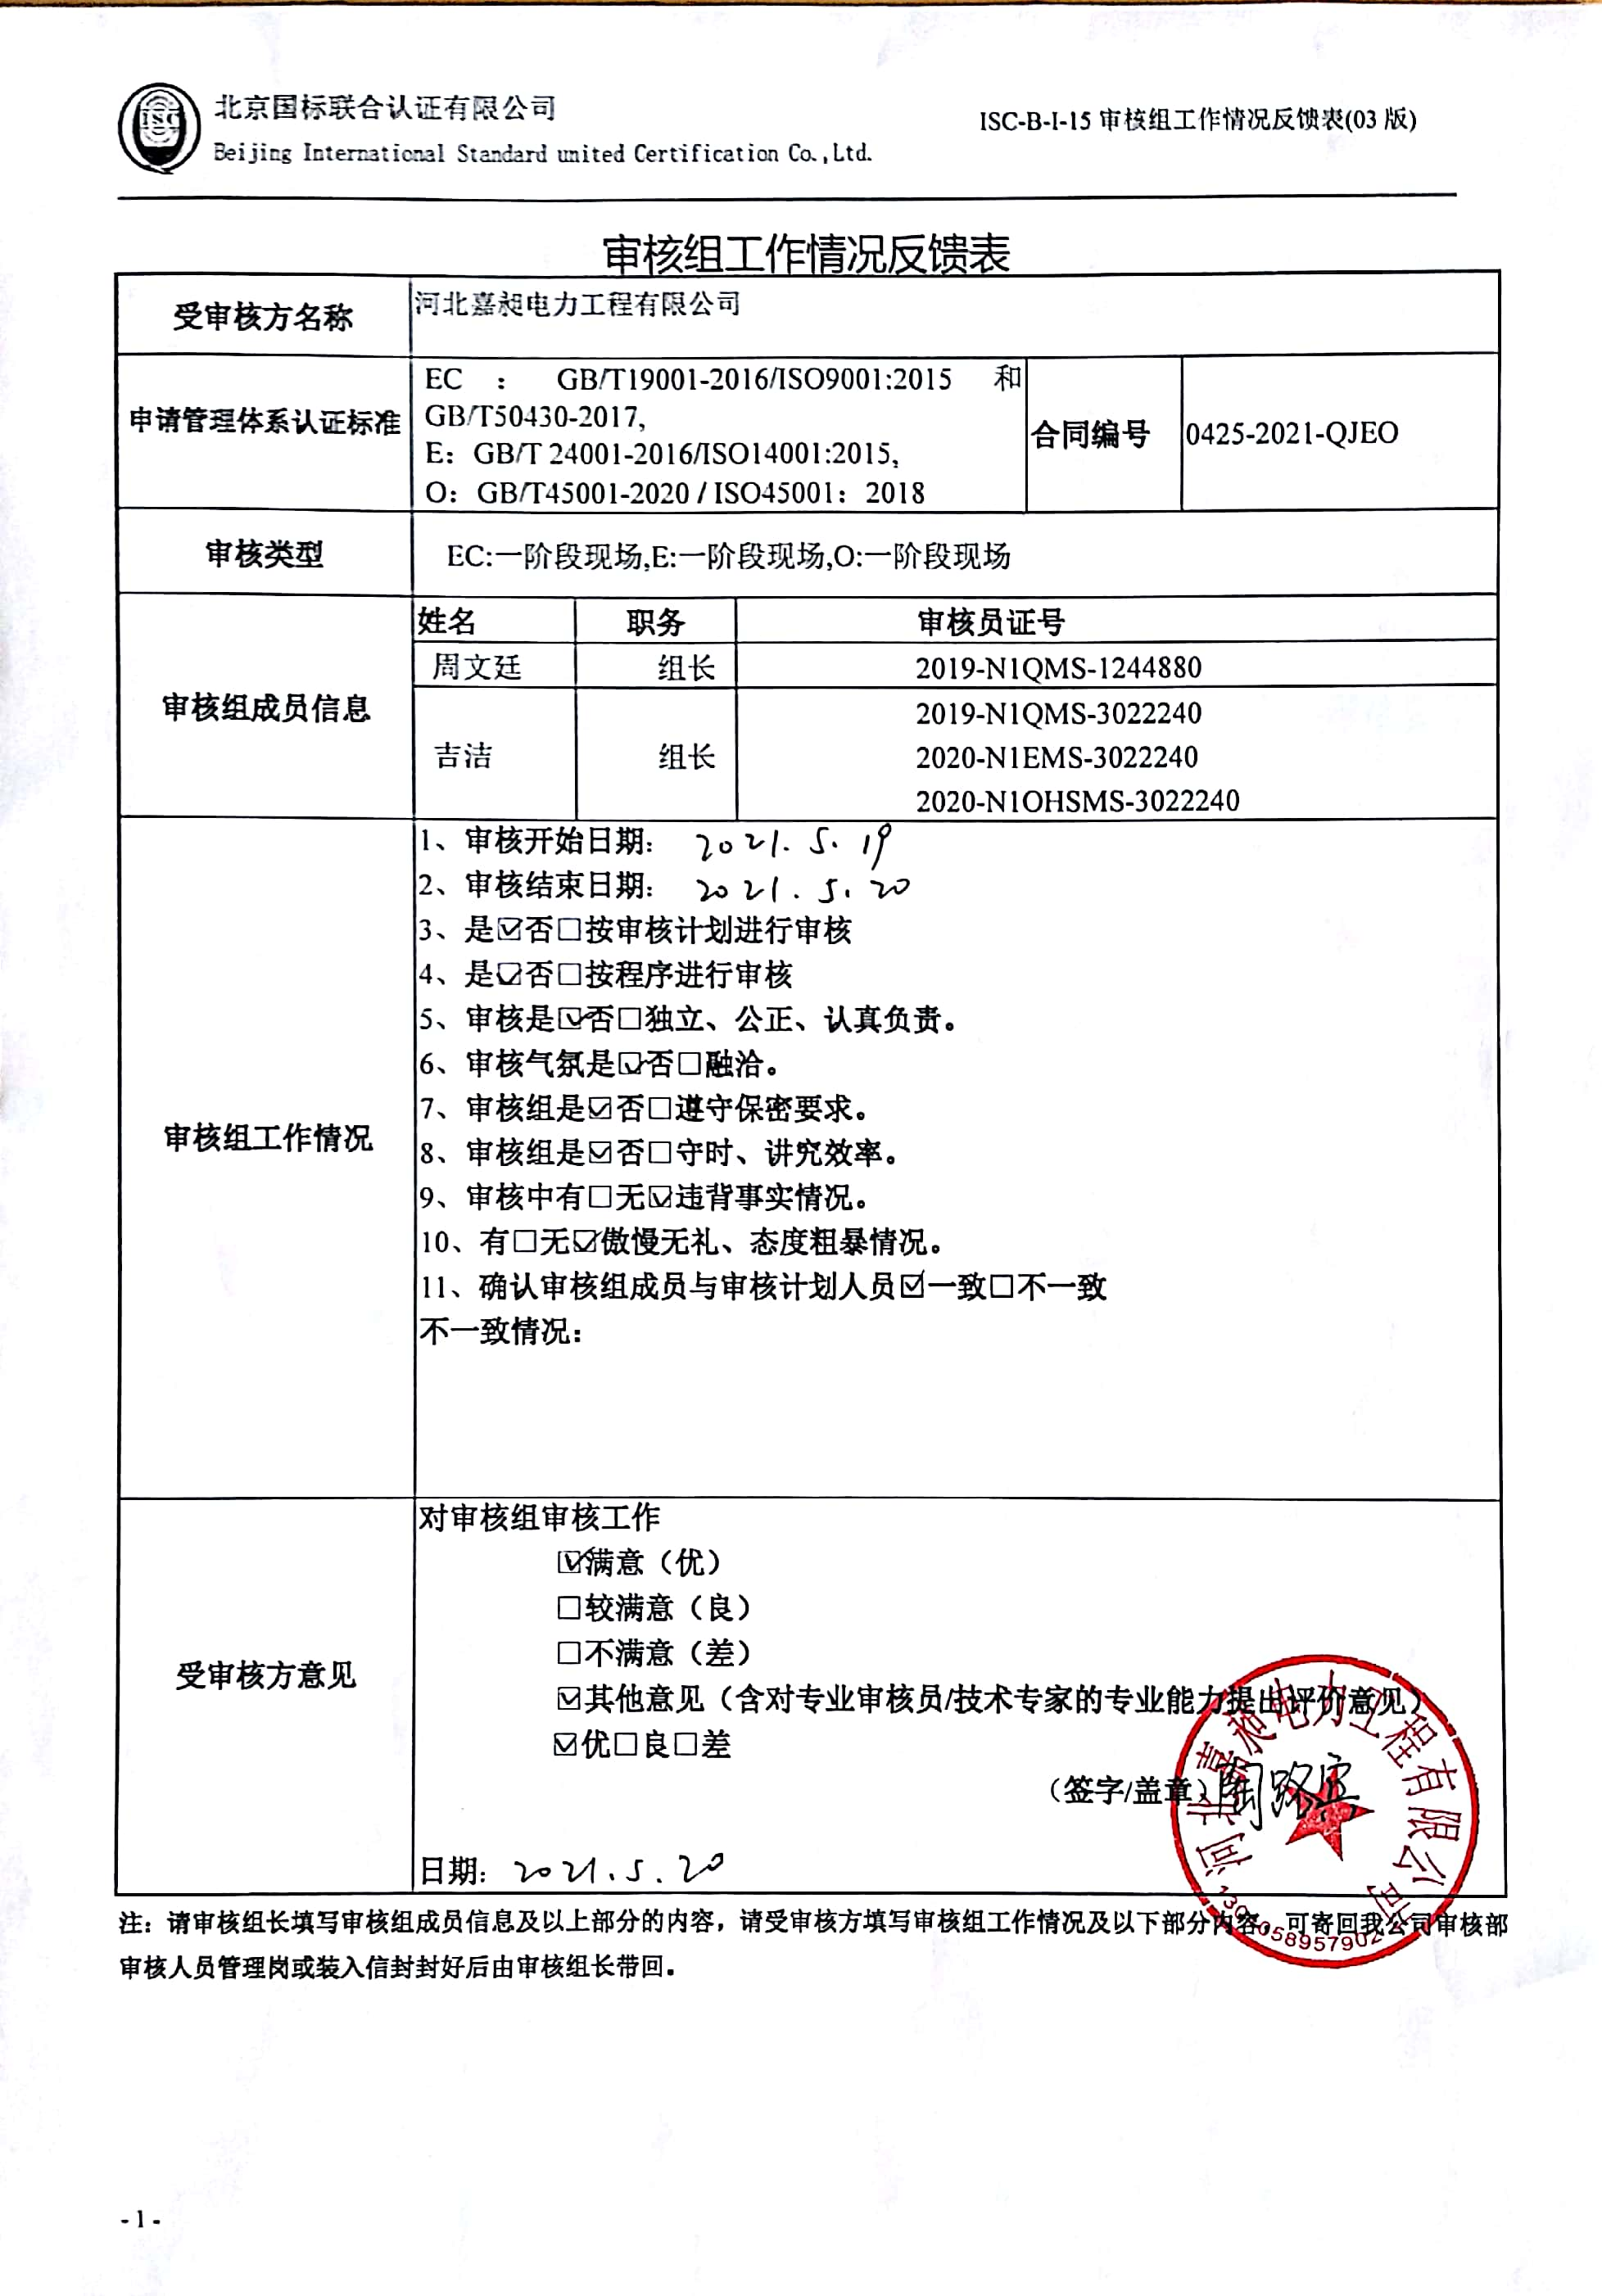 北京国标联合认证有限公司
ISC-B-I-15 审核组工作情况反馈表(03 版)
Beijing International Standard united Certification Co.,Ltd.
审核组工作情况反馈表
受审核方名称 河北嘉昶电力工程有限公司
申请管理体系认证标准
EC : GB/T19001-2016/ISO9001:2015 和
GB/T50430-2017,
E: GB/T 24001-2016/ISO14001:2015,
O: GB/T45001-2020 / ISO45001: 2018
合同编号 0425-2021-QJEO
审核类型 EC:一阶段现场,E:一阶段现场,O:一阶段现场
审核组成员信息
姓名 职务 审核员证号
周文廷 组长 2019-N1QMS-1244880
吉洁 组长
2019-N1QMS-3022240
2020-N1EMS-3022240
2020-N1OHSMS-3022240
审核组工作情况
1、审核开始日期: 2021.5.19
2、审核结束日期: 2021.5.20
3、是☑否□按审核计划进行审核
4、是☑否□按程序进行审核
5、审核是☑否□独立、公正、认真负责。
6、审核气氛是☑否□融洽。
7、审核组是☑否□遵守保密要求。
8、审核组是☑否□守时、讲究效率。
9、审核中有□无☑违背事实情况。
10、有□无☑傲慢无礼、态度粗暴情况。
11、确认审核组成员与审核计划人员☑一致□不一致
不一致情况:
受审核方意见
对审核组审核工作
☑满意（优）
□较满意（良）
□不满意（差）
☑其他意见（含对专业审核员/技术专家的专业能力提出评价意见）
☑优□良□差
（签字/盖章）
河北嘉昶电力工程有限公司
日期: 2021.5.20
注：请审核组长填写审核组成员信息及以上部分的内容，请受审核方填写审核组工作情况及以下部分内容，可寄回我公司审核部
审核人员管理岗或装入信封封好后由审核组长带回。
- 1 -